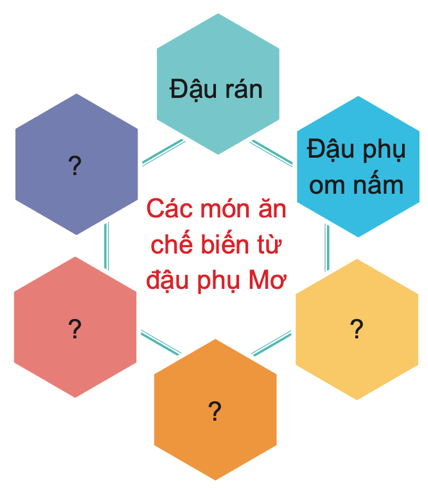 Đậu rán
Đậu phụ
om nấm
?
Các món ăn
chế biến từ
đậu phụ Mơ
?
?
?